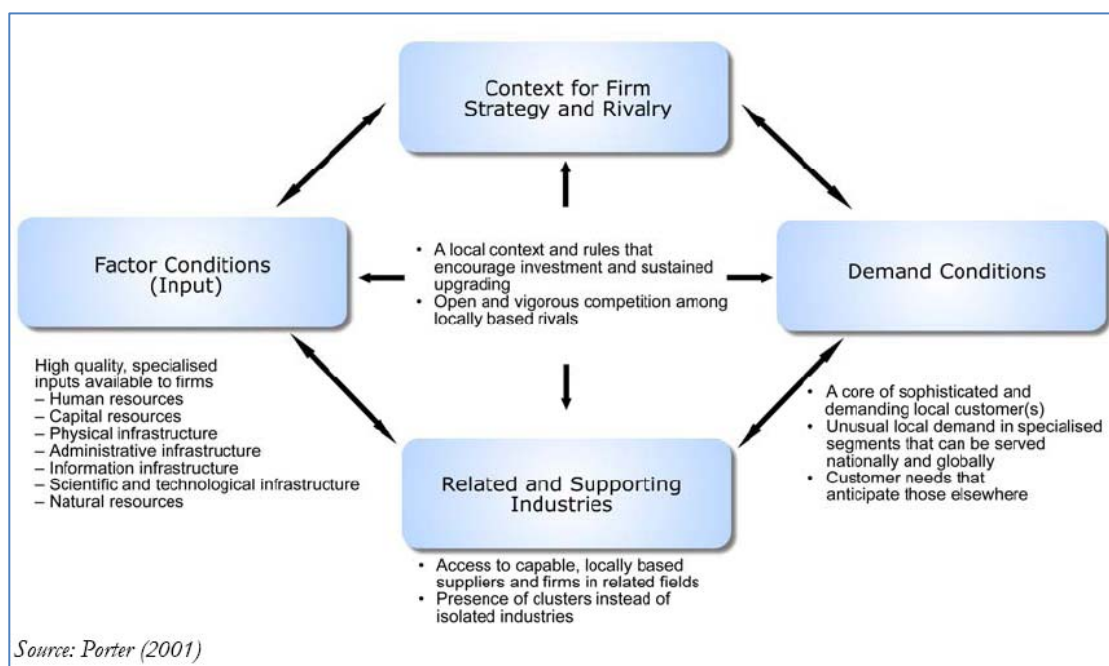 Context for Firm
Strategy and Rivalry
Factor Conditions
(Input)
• A local context and rules that
encourage investment and sustained
upgrading
• Open and vigorous competition among
locally based rivals
Demand Conditions
High quality, specialised
inputs available to firms
– Human resources
– Capital resources
– Physical infrastructure
– Administrative infrastructure
– Information infrastructure
– Scientific and technological infrastructure
– Natural resources
• A core of sophisticated and
demanding local customer(s)
• Unusual local demand in specialised
segments that can be served
nationally and globally
• Customer needs that
anticipate those elsewhere
Related and Supporting
Industries
• Access to capable, locally based
suppliers and firms in related fields
• Presence of clusters instead of
isolated industries
Source: Porter (2001)